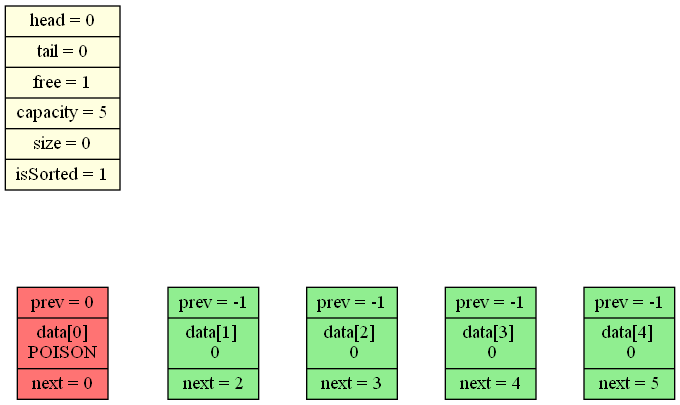 head = 0
tail = 0
free = 1
capacity = 5
size = 0
isSorted = 1
prev = 0
data[0]
POISON
next = 0
prev = -1
data[1]
0
next = 2
prev = -1
data[2]
0
next = 3
prev = -1
data[3]
0
next = 4
prev = -1
data[4]
0
next = 5